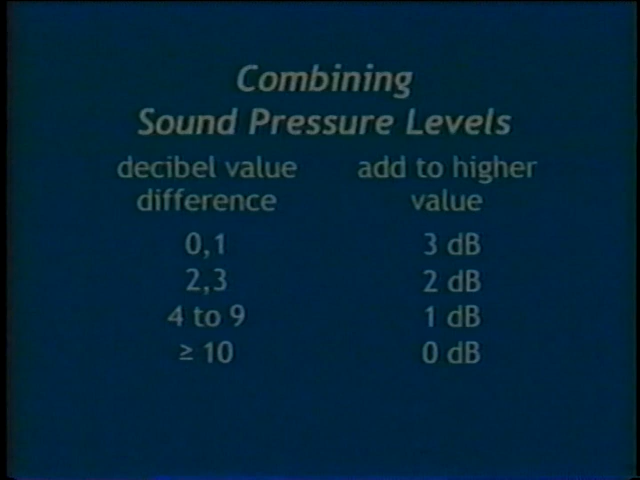 Combining
Sound Pressure Levels
decibel value add to higher
difference value
0,1 3 dB
2,3 2 dB
4 to 9 1 dB
≥ 10 0 dB